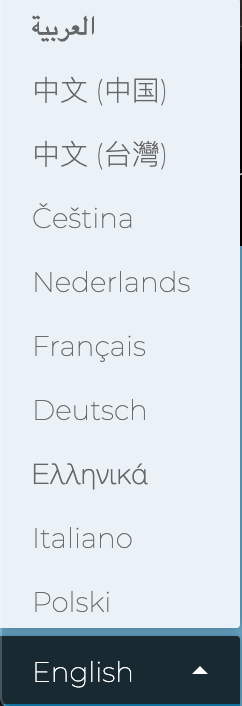 العربية
中文 (中国)
中文 (台灣)
Čeština
Nederlands
Français
Deutsch
Ελληνικά
Italiano
Polski
English